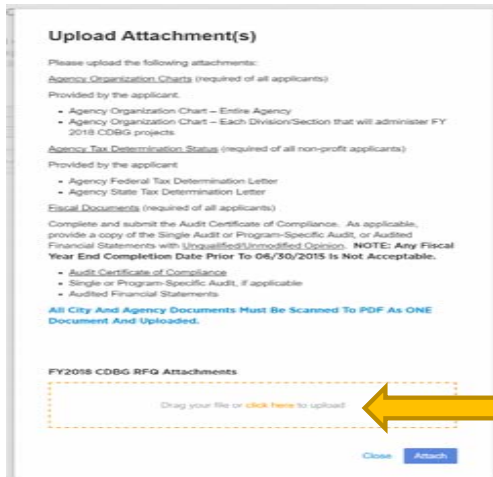 Upload Attachment(s)
Please upload the following attachments:
Agency Organization Charts (required of all applicants)
Provided by the applicant.
• Agency Organization Chart – Entire Agency
• Agency Organization Chart – Each Division/Section that will administer FY
2018 CDBG projects
Agency Tax Determination Status (required of all non-profit applicants)
Provided by the applicant
• Agency Federal Tax Determination Letter
• Agency State Tax Determination Letter
Fiscal Documents (required of all applicants)
Complete and submit the Audit Certificate of Compliance. As applicable,
provide a copy of the Single Audit or Program-Specific Audit, or Audited
Financial Statements with Unqualified/Unmodified Opinion. NOTE: Any Fiscal
Year End Completion Date Prior To 06/30/2015 Is Not Acceptable.
• Audit Certificate of Compliance
• Single or Program-Specific Audit, if applicable
• Audited Financial Statements
All City And Agency Documents Must Be Scanned To PDF As ONE
Document And Uploaded.
FY2018 CDBG RFQ Attachments
Drag your file or click here to upload
Close Attach